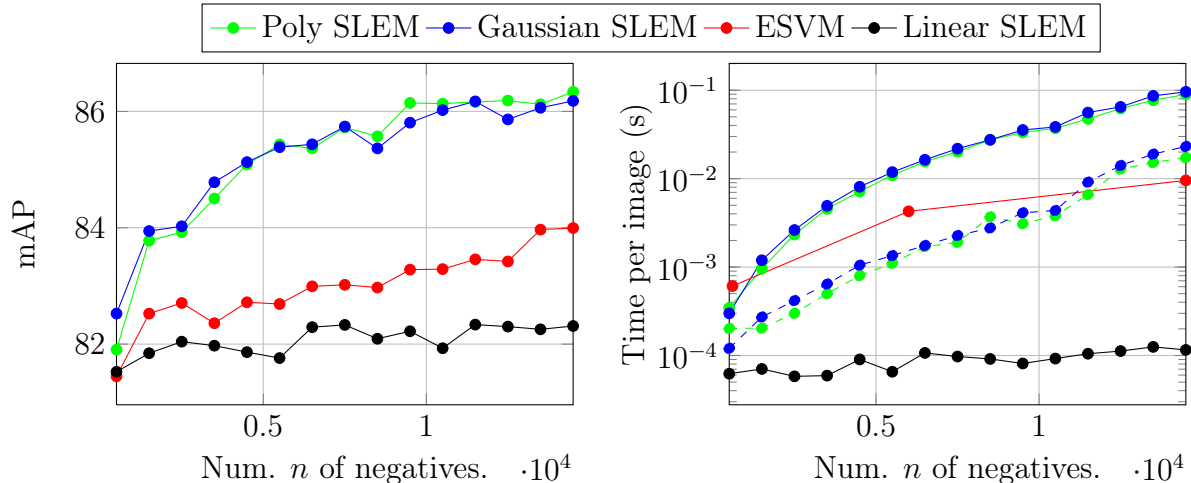 Poly SLEM Gaussian SLEM ESVM Linear SLEM
mAP
86
84
82
0.5 1
Num. n of negatives. ·10^4
Time per image (s)
10^−1
10^−2
10^−3
10^−4
0.5 1
Num. n of negatives. ·10^4